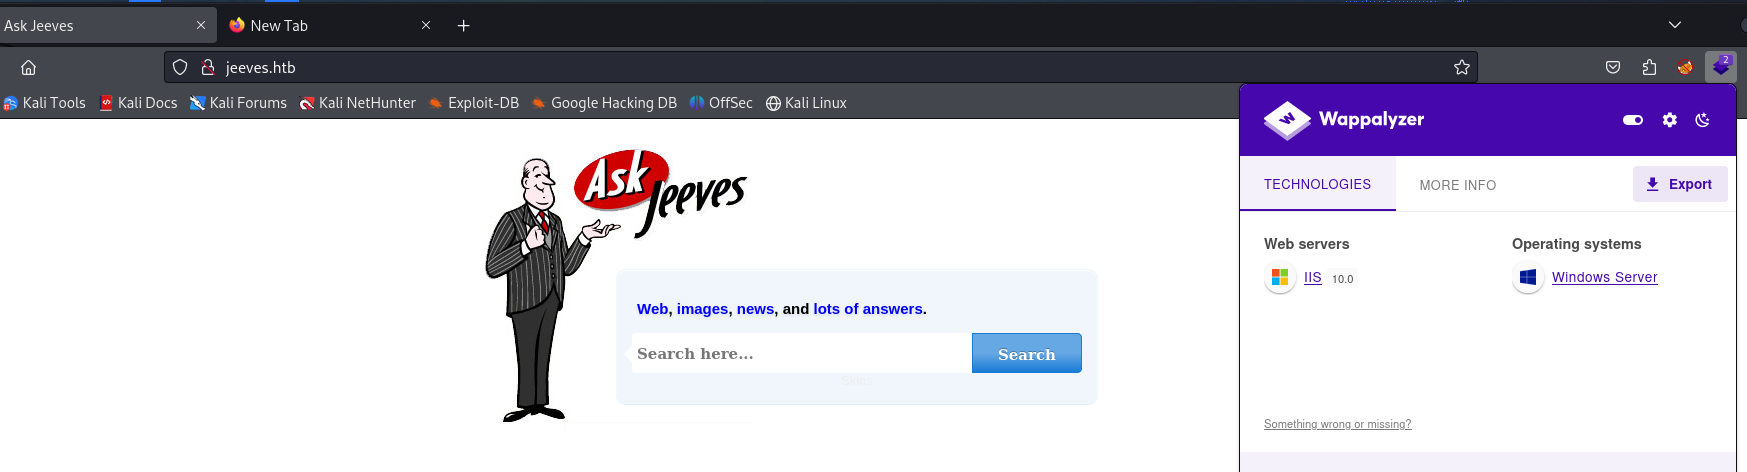 Ask Jeeves
New Tab
jeeves.htb
2
Kali Tools Kali Docs Kali Forums Kali NetHunter Exploit-DB Google Hacking DB OffSec Kali Linux
Wappalyzer
TECHNOLOGIES MORE INFO Export
Ask
Jeeves
Web servers Operating systems
IIS 10.0 Windows Server
Web, images, news, and lots of answers.
Search here... Search
Something wrong or missing?